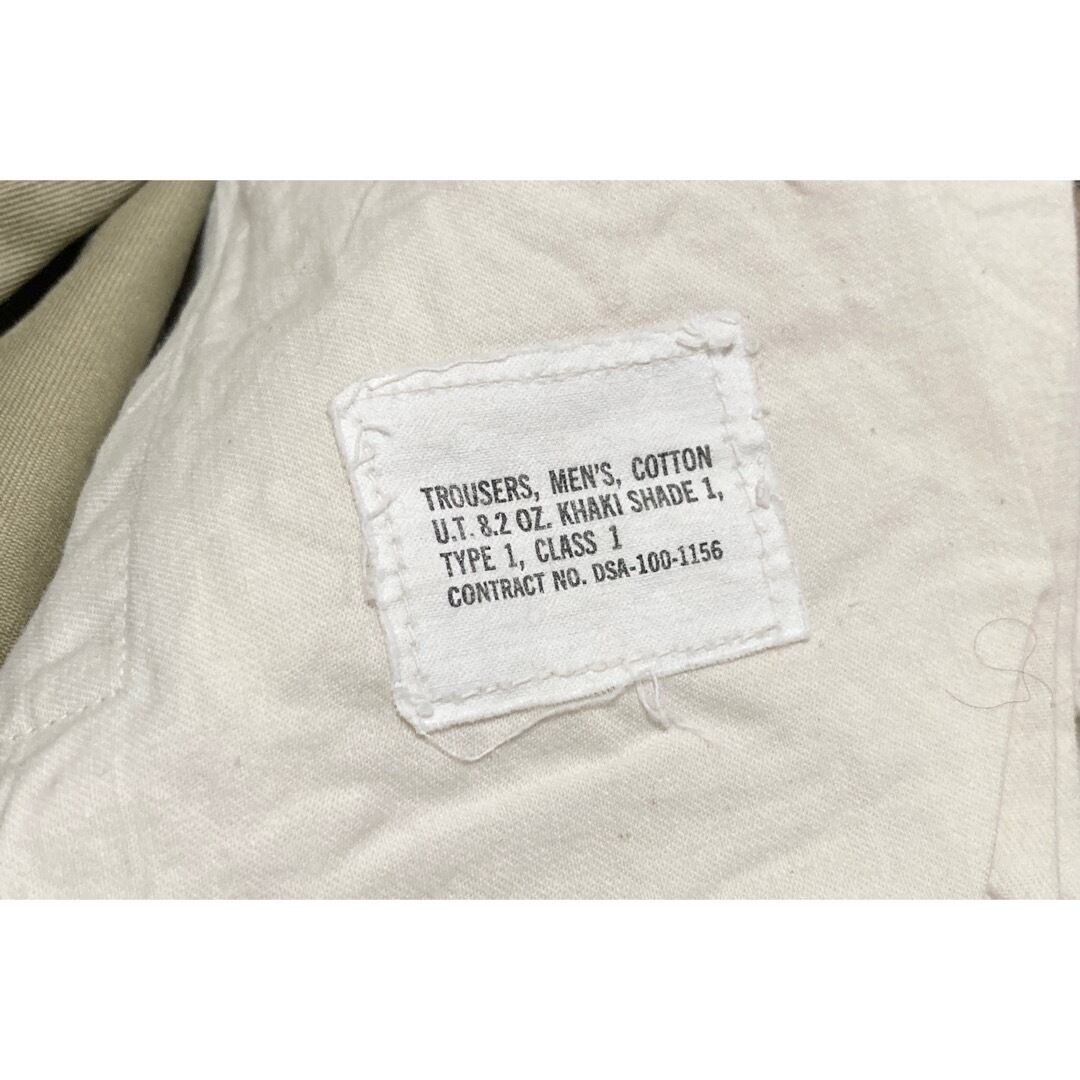 TROUSERS, MEN'S, COTTON
U.T. 8.2 OZ. KHAKI SHADE 1,
TYPE 1, CLASS 1
CONTRACT NO. DSA-100-1156